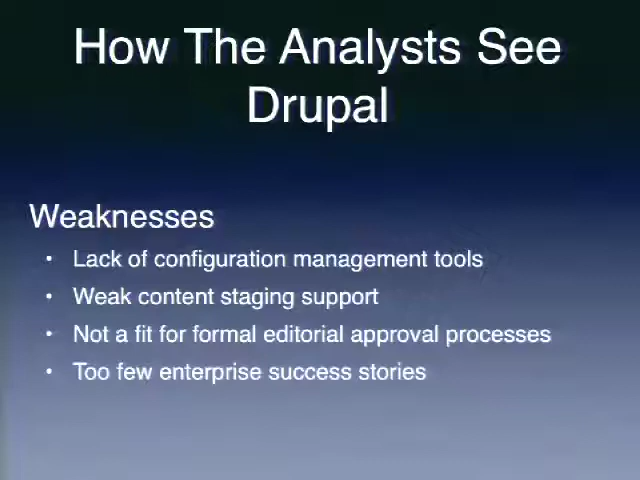 How The Analysts See
Drupal
Weaknesses
• Lack of configuration management tools
• Weak content staging support
• Not a fit for formal editorial approval processes
• Too few enterprise success stories